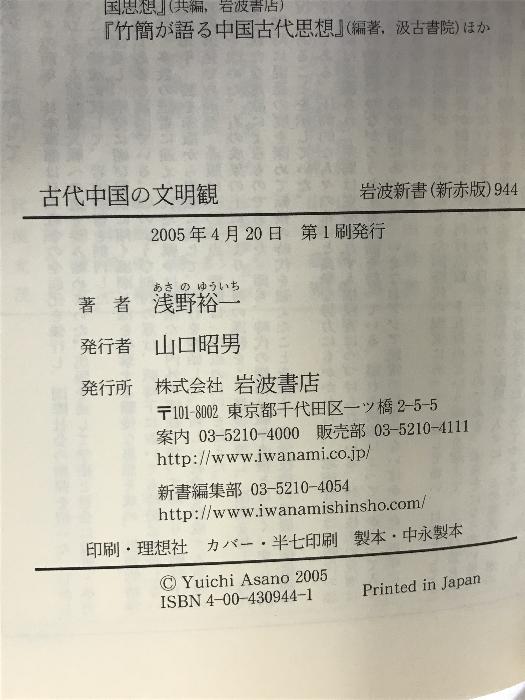 国思想』(共編，岩波書店)
『竹簡が語る中国古代思想』(編著，汲古書院)ほか
古代中国の文明観 岩波新書(新赤版)944
2005年4月20日 第1刷発行
あさ の ゆういち
著 者 浅野裕一
発行者 山口昭男
発行所 株式会社 岩波書店
〒101-8002 東京都千代田区一ツ橋2-5-5
案内 03-5210-4000 販売部 03-5210-4111
http://www.iwanami.co.jp/
新書編集部 03-5210-4054
http://www.iwanamishinsho.com/
印刷・理想社 カバー・半七印刷 製本・中永製本
© Yuichi Asano 2005
ISBN 4-00-430944-1 Printed in Japan